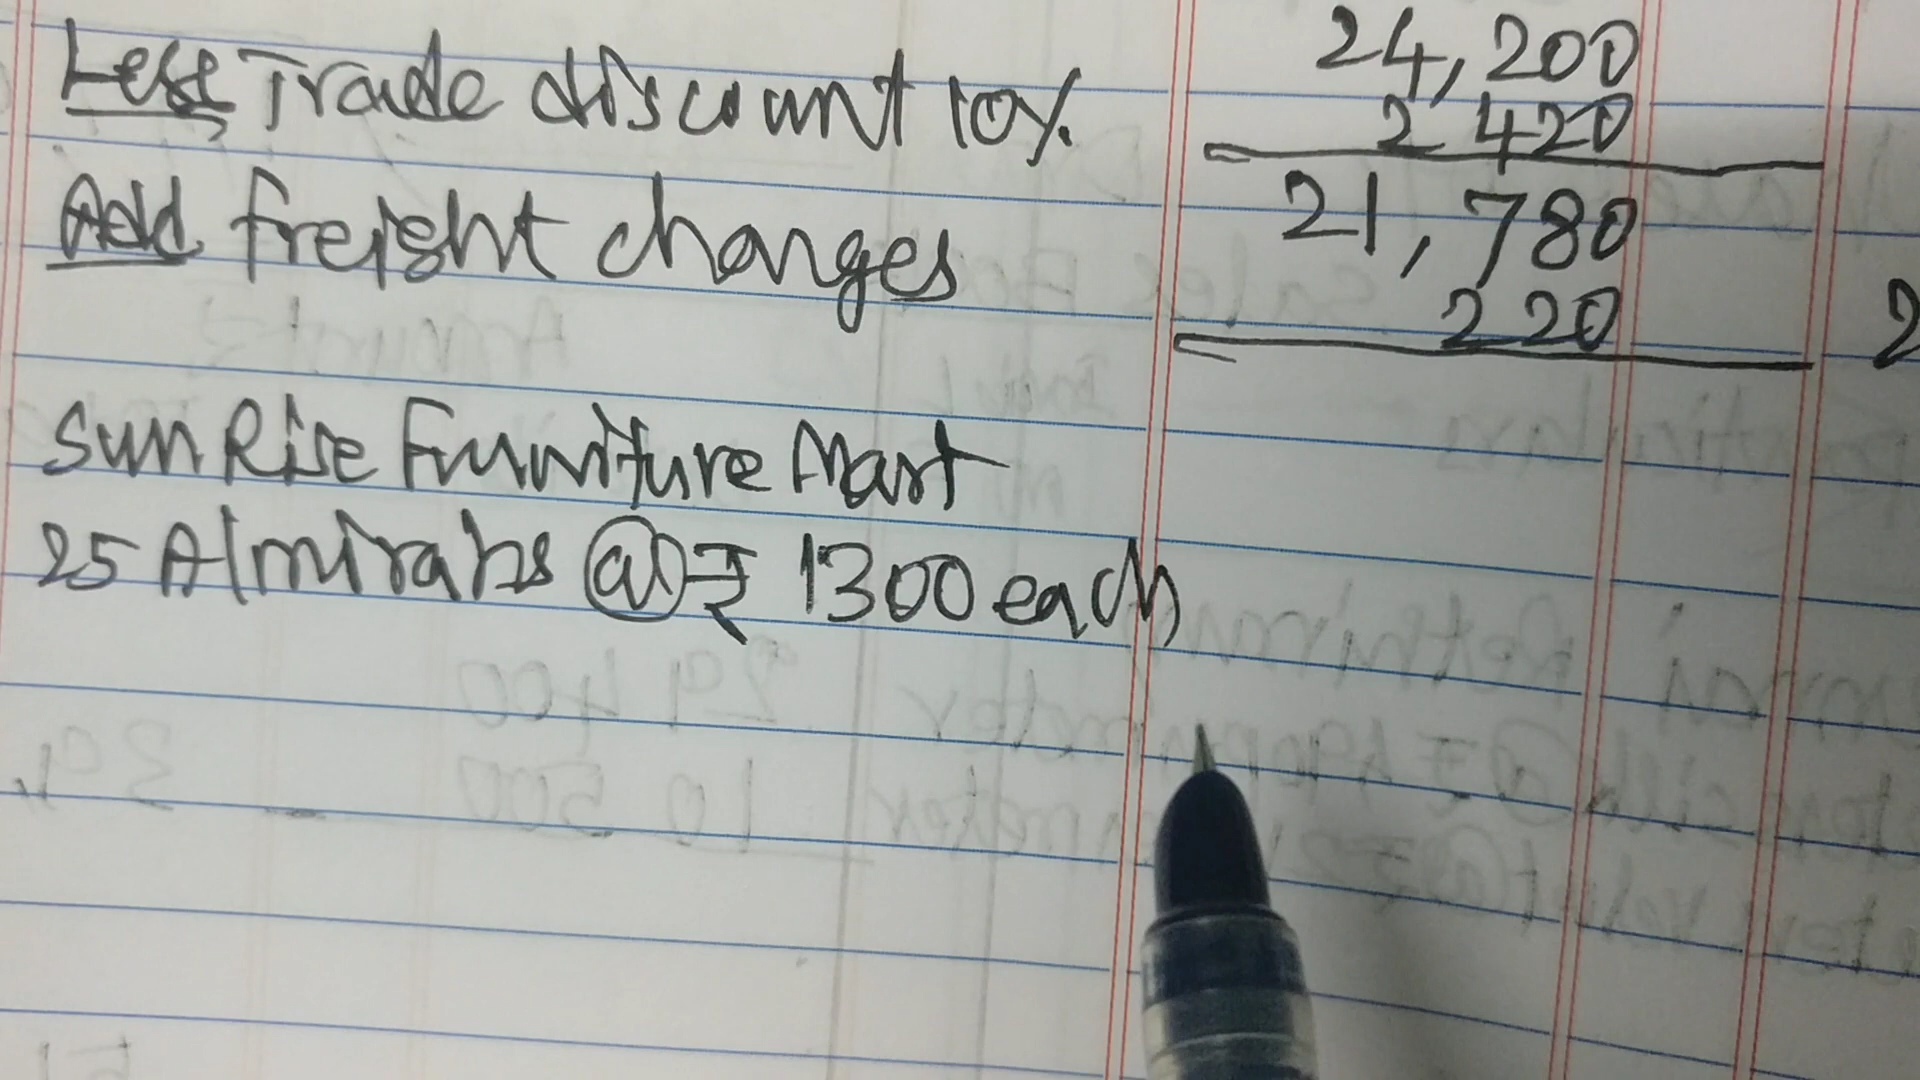 24,200
Less Trade discount 10% 2 420
21,780
Add freight changes 220 2
Sun Rise Furniture Mart
25 Almirahs @ ₹ 1300 each